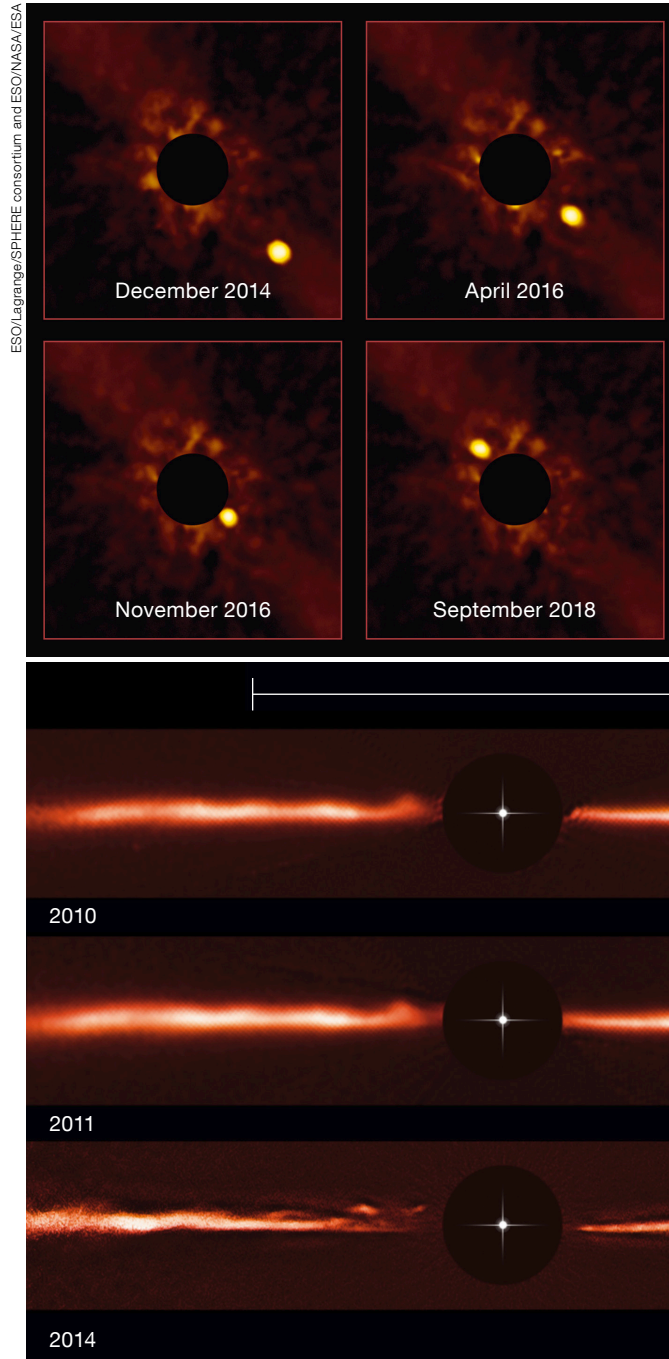 ESO/Lagrange/SPHERE consortium and ESO/NASA/ESA
December 2014
April 2016
November 2016
September 2018
2010
2011
2014